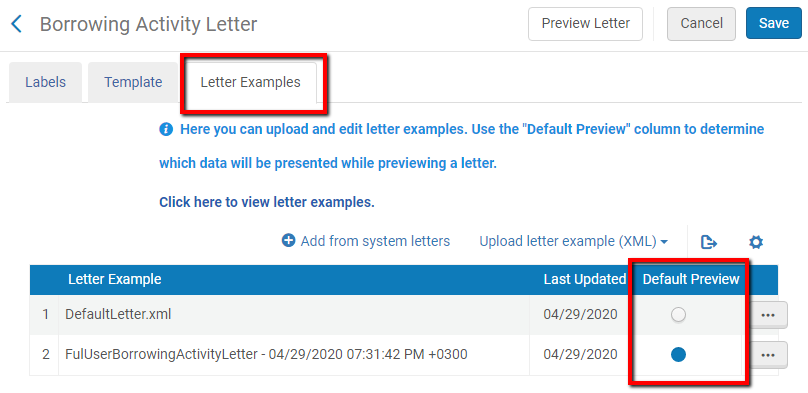 Borrowing Activity Letter
Preview Letter
Cancel
Save
Labels
Template
Letter Examples
Here you can upload and edit letter examples. Use the "Default Preview" column to determine
which data will be presented while previewing a letter.
Click here to view letter examples.
Add from system letters
Upload letter example (XML)
Letter Example Last Updated Default Preview
1 DefaultLetter.xml 04/29/2020
2 FulUserBorrowingActivityLetter - 04/29/2020 07:31:42 PM +0300 04/29/2020